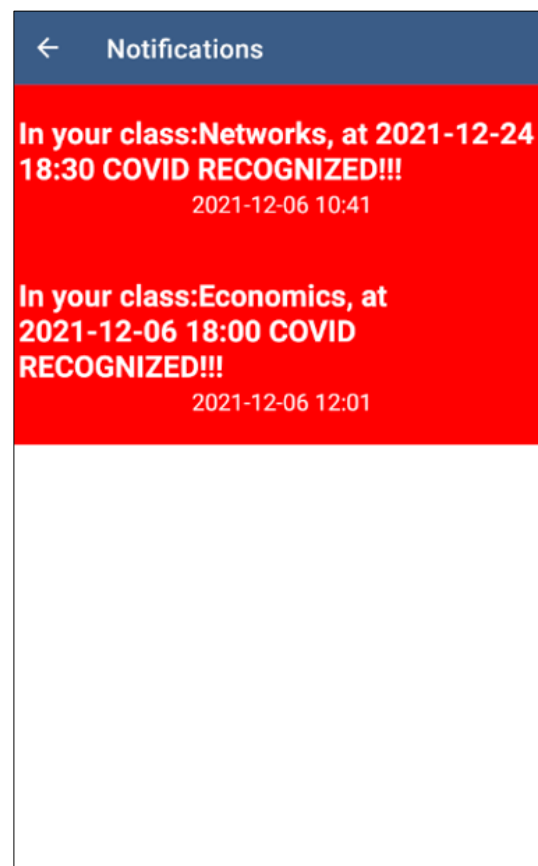 Notifications
In your class:Networks, at 2021-12-24
18:30 COVID RECOGNIZED!!!
2021-12-06 10:41
In your class:Economics, at
2021-12-06 18:00 COVID
RECOGNIZED!!!
2021-12-06 12:01